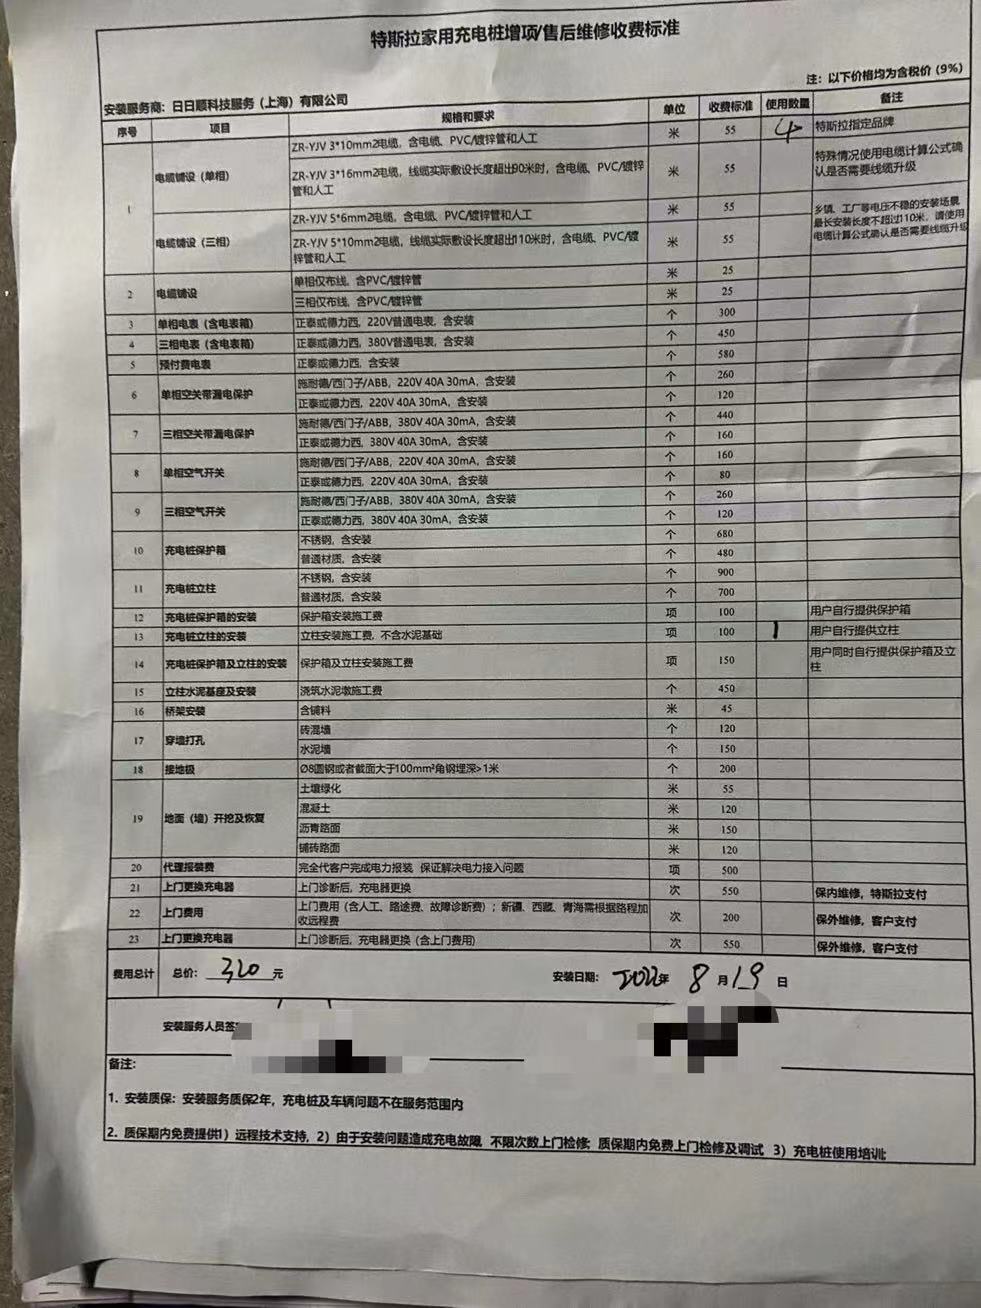 特斯拉家用充电桩增项/售后维修收费标准
注：以下价格均为含税价（9%）
安装服务商：日日顺科技服务（上海）有限公司
序号 项目 规格和要求 单位 收费标准 使用数量 备注
1 电缆铺设（单相） ZR-YJV 3*10mm2电缆，含电缆、PVC/镀锌管和人工 米 55 4 特斯拉指定品牌
ZR-YJV 3*16mm2电缆，线缆实际敷设长度超出90米时，含电缆、PVC/镀锌管和人工 米 55 特殊情况使用电缆计算公式确认是否需要线缆升级
电缆铺设（三相） ZR-YJV 5*6mm2电缆，含电缆、PVC/镀锌管和人工 米 55 乡镇、工厂等电压不稳的安装场景最长安装长度不超过110米，请使用电缆计算公式确认是否需要线缆升级
ZR-YJV 5*10mm2电缆，线缆实际敷设长度超出110米时，含电缆、PVC/镀锌管和人工 米 55
2 电缆铺设 单相仅布线，含PVC/镀锌管 米 25
三相仅布线，含PVC/镀锌管 米 25
3 单相电表（含电表箱） 正泰或德力西，220V普通电表，含安装 个 300
4 三相电表（含电表箱） 正泰或德力西，380V普通电表，含安装 个 450
5 预付费电表 正泰或德力西，含安装 个 580
6 单相空关带漏电保护 施耐德/西门子/ABB，220V 40A 30mA，含安装 个 260
正泰或德力西，220V 40A 30mA，含安装 个 120
7 三相空关带漏电保护 施耐德/西门子/ABB，380V 40A 30mA，含安装 个 440
正泰或德力西，380V 40A 30mA，含安装 个 160
8 单相空气开关 施耐德/西门子/ABB，220V 40A 30mA，含安装 个 160
正泰或德力西，220V 40A 30mA，含安装 个 80
9 三相空气开关 施耐德/西门子/ABB，380V 40A 30mA，含安装 个 260
正泰或德力西，380V 40A 30mA，含安装 个 120
10 充电桩保护箱 不锈钢，含安装 个 680
普通材质，含安装 个 480
11 充电桩立柱 不锈钢，含安装 个 900
普通材质，含安装 个 700
12 充电桩保护箱的安装 保护箱安装施工费 项 100 用户自行提供保护箱
13 充电桩立柱的安装 立柱安装施工费，不含水泥基础 项 100 1 用户自行提供立柱
14 充电桩保护箱及立柱的安装 保护箱及立柱安装施工费 项 150 用户同时自行提供保护箱及立柱
15 立柱水泥基座及安装 浇筑水泥墩施工费 个 450
16 桥架安装 含铺料 米 45
17 穿墙打孔 砖混墙 个 120
水泥墙 个 150
18 接地极 Ø8圆钢或者截面大于100mm²角钢埋深>1米 个 200
19 地面（墙）开挖及恢复 土壤绿化 米 55
混凝土 米 120
沥青路面 米 150
铺砖路面 米 120
20 代理报装费 完全代客户完成电力报装 保证解决电力接入问题 项 500
21 上门更换充电器 上门诊断后，充电器更换 次 550 保内维修，特斯拉支付
22 上门费用 上门费用（含人工、路途费、故障诊断费）；新疆、西藏、青海需根据路程加收远程费 次 200 保外维修，客户支付
23 上门更换充电器 上门诊断后，充电器更换（含上门费用） 次 550 保外维修，客户支付
费用总计 总价：320 元 安装日期：2022年 8 月 19 日
安装服务人员签
备注：
1、安装质保：安装服务质保2年，充电桩及车辆问题不在服务范围内
2、质保期内免费提供1）远程技术支持，2）由于安装问题造成充电故障，不限次数上门检修；质保期内免费上门检修及调试 3）充电桩使用培训；